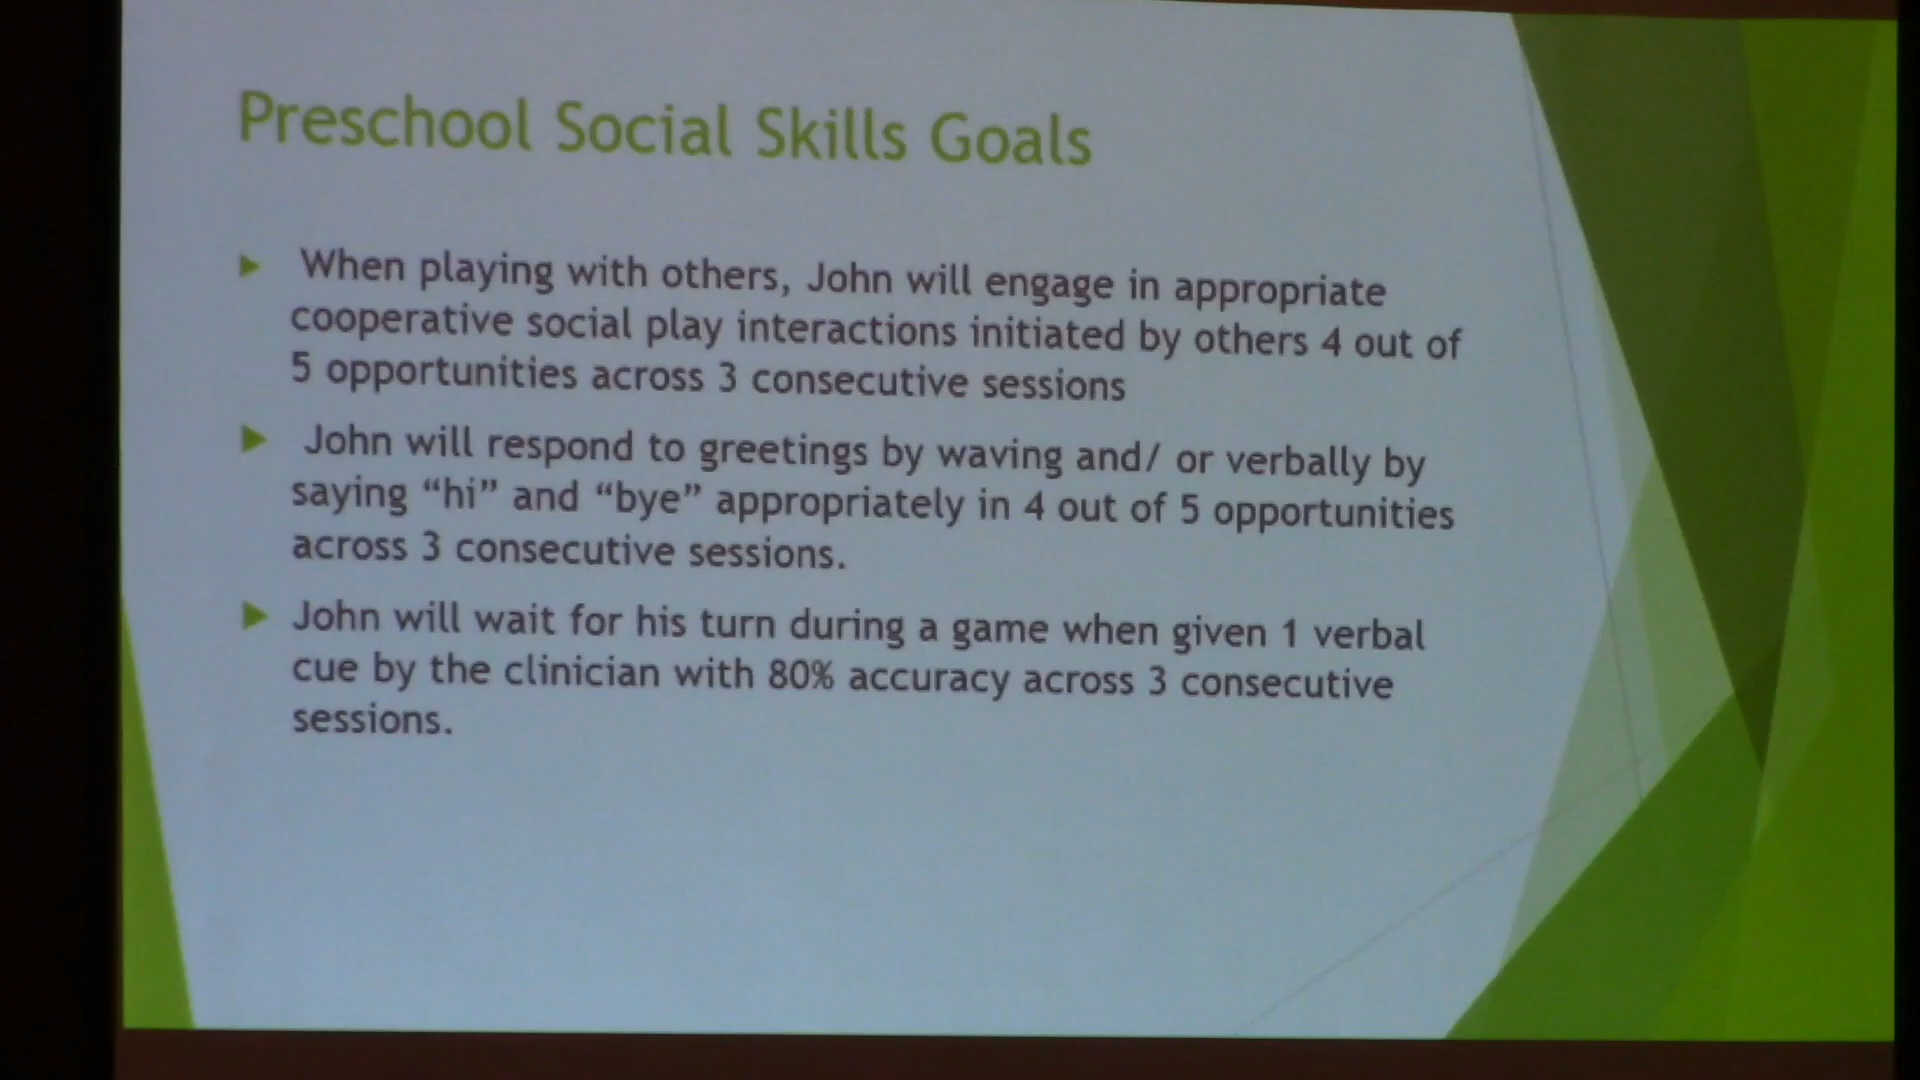 Preschool Social Skills Goals
When playing with others, John will engage in appropriate
cooperative social play interactions initiated by others 4 out of
5 opportunities across 3 consecutive sessions
John will respond to greetings by waving and/ or verbally by
saying “hi” and “bye” appropriately in 4 out of 5 opportunities
across 3 consecutive sessions.
John will wait for his turn during a game when given 1 verbal
cue by the clinician with 80% accuracy across 3 consecutive
sessions.